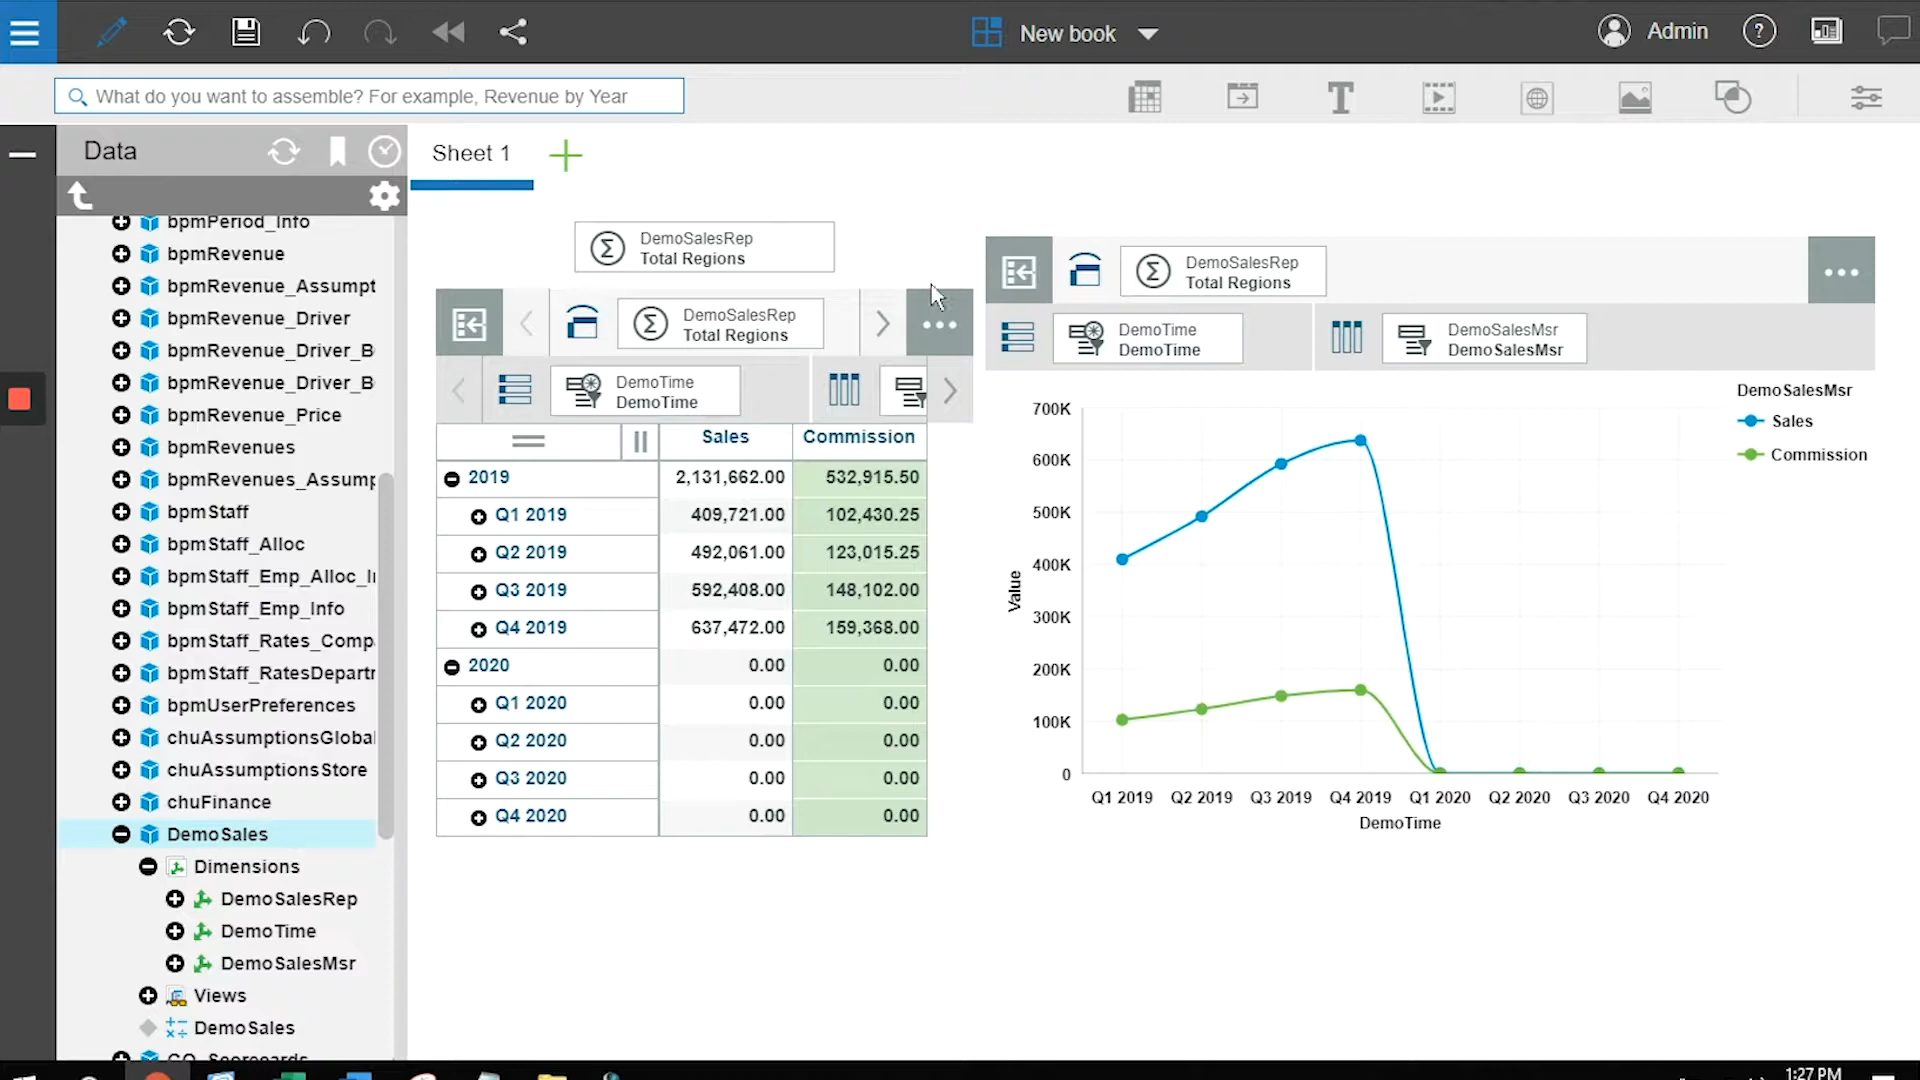 New book
Admin
?
What do you want to assemble? For example, Revenue by Year
T
Data
Sheet 1
bpmPeriod_Info
bpmRevenue
bpmRevenue_Assumpt
bpmRevenue_Driver
bpmRevenue_Driver_B
bpmRevenue_Driver_B
bpmRevenue_Price
bpmRevenues
bpmRevenues_Assump
bpmStaff
bpmStaff_Alloc
bpmStaff_Emp_Alloc_I
bpmStaff_Emp_Info
bpmStaff_Rates_Comp
bpmStaff_RatesDepartr
bpmUserPreferences
chuAssumptionsGlobal
chuAssumptionsStore
chuFinance
DemoSales
Dimensions
DemoSalesRep
DemoTime
DemoSalesMsr
Views
DemoSales
GO_Scorecards
DemoSalesRep
Total Regions
DemoSalesRep
Total Regions
DemoTime
DemoTime
Sales Commission
2019 2,131,662.00 532,915.50
Q1 2019 409,721.00 102,430.25
Q2 2019 492,061.00 123,015.25
Q3 2019 592,408.00 148,102.00
Q4 2019 637,472.00 159,368.00
2020 0.00 0.00
Q1 2020 0.00 0.00
Q2 2020 0.00 0.00
Q3 2020 0.00 0.00
Q4 2020 0.00 0.00
DemoSalesRep
Total Regions
DemoTime
DemoTime
DemoSalesMsr
DemoSalesMsr
DemoSalesMsr
Sales
Commission
700K
600K
500K
400K
300K
200K
100K
0
Value
Q1 2019 Q2 2019 Q3 2019 Q4 2019 Q1 2020 Q2 2020 Q3 2020 Q4 2020
DemoTime
1:27 PM